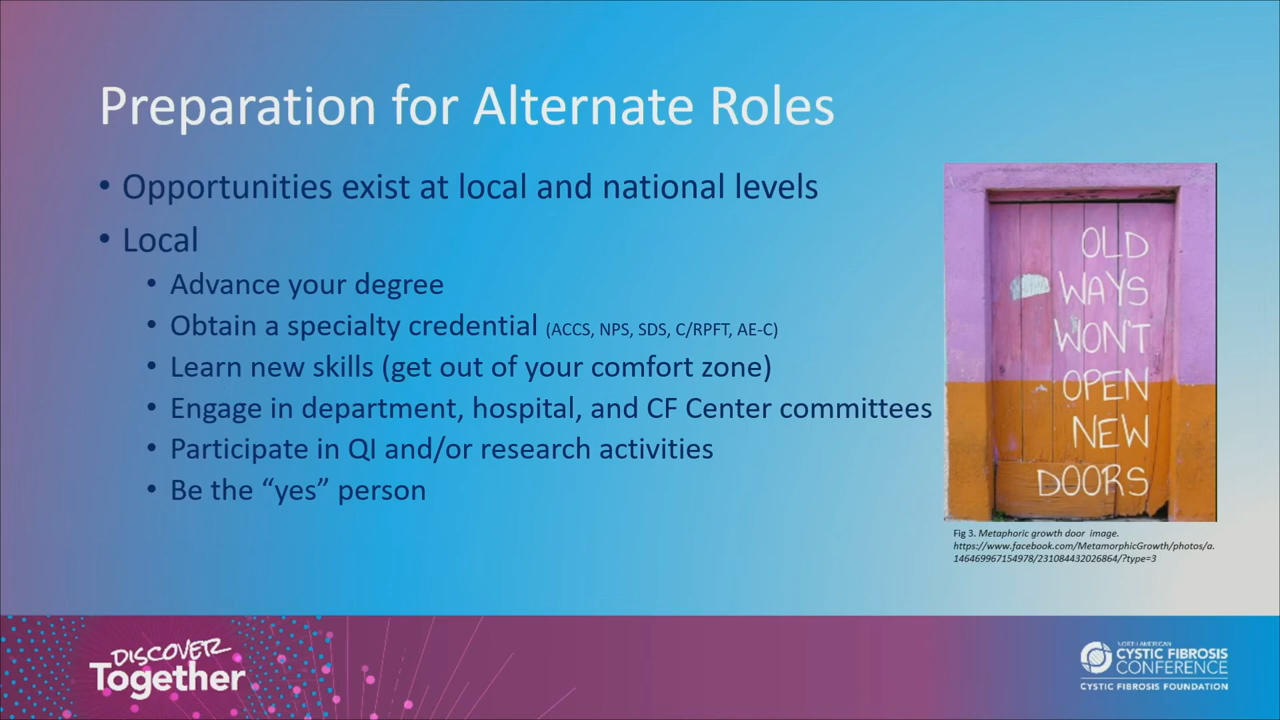 Preparation for Alternate Roles
• Opportunities exist at local and national levels
• Local
• Advance your degree
• Obtain a specialty credential (ACCS, NPS, SDS, C/RPFT, AE-C)
• Learn new skills (get out of your comfort zone)
• Engage in department, hospital, and CF Center committees
• Participate in QI and/or research activities
• Be the “yes” person
OLD
WAYS
WON'T
OPEN
NEW
DOORS
Fig 3. Metaphoric growth door image.
https://www.facebook.com/MetamorphicGrowth/photos/a.
146469967154978/231084432026864/?type=3
DISCOVER
Together
NORTH AMERICAN
CYSTIC FIBROSIS
CONFERENCE
CYSTIC FIBROSIS FOUNDATION